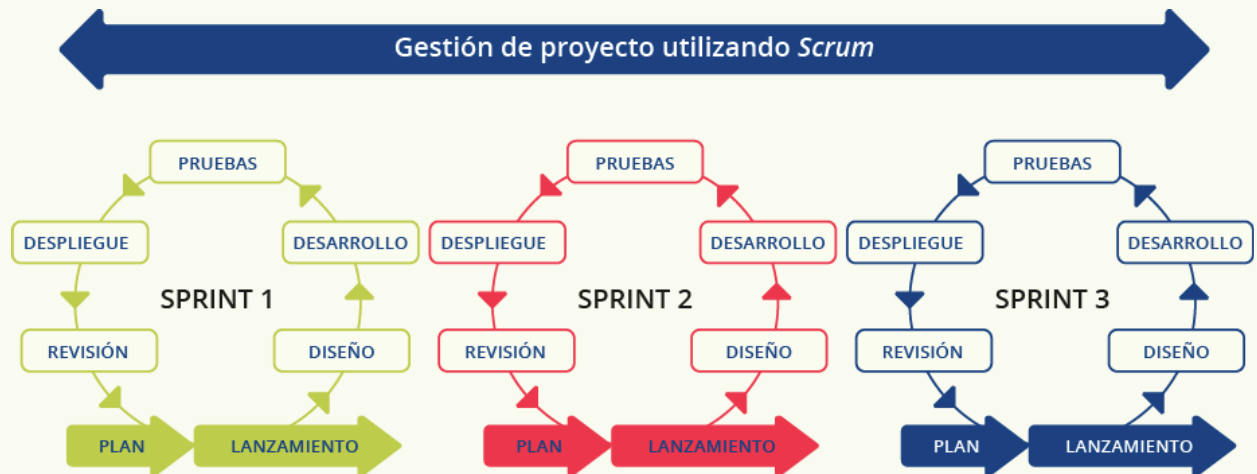 Gestión de proyecto utilizando Scrum
PRUEBAS
DESPLIEGUE
DESARROLLO
SPRINT 1
REVISIÓN
DISEÑO
PLAN
LANZAMIENTO
PRUEBAS
DESPLIEGUE
DESARROLLO
SPRINT 2
REVISIÓN
DISEÑO
PLAN
LANZAMIENTO
PRUEBAS
DESPLIEGUE
DESARROLLO
SPRINT 3
REVISIÓN
DISEÑO
PLAN
LANZAMIENTO